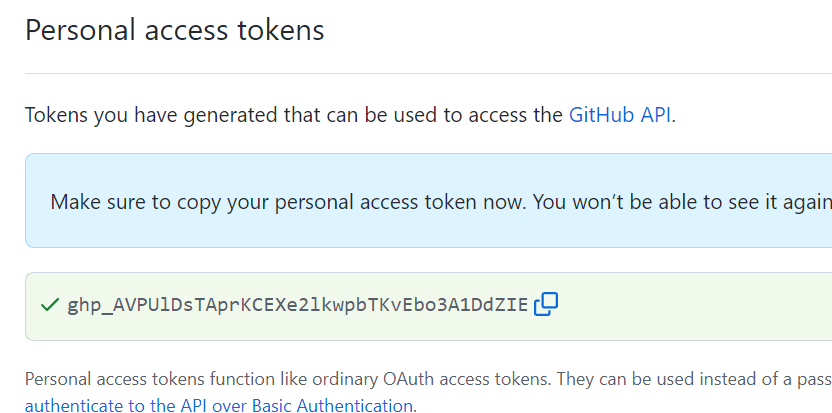 Personal access tokens
Tokens you have generated that can be used to access the GitHub API.
Make sure to copy your personal access token now. You won’t be able to see it again
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
Personal access tokens function like ordinary OAuth access tokens. They can be used instead of a pass
authenticate to the API over Basic Authentication.